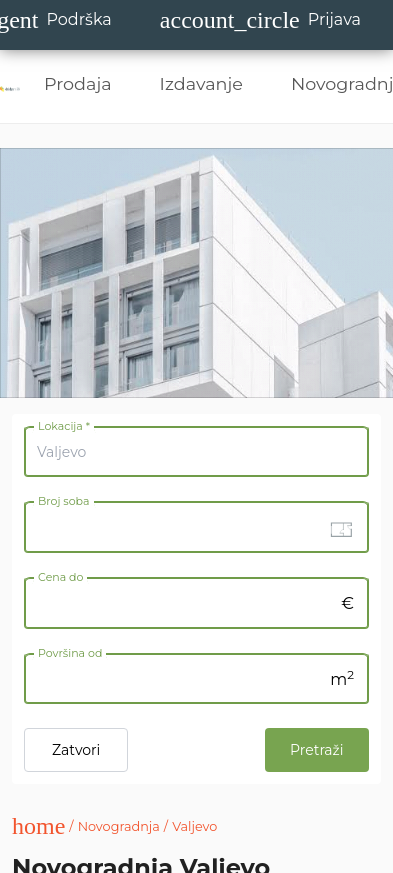 gent Podrška account_circle Prijava
Prodaja Izdavanje Novogradnj
Lokacija *
Valjevo
Broj soba
Cena do
€
Površina od
m²
Zatvori Pretraži
home / Novogradnja / Valjevo
Novogradnja Valjevo